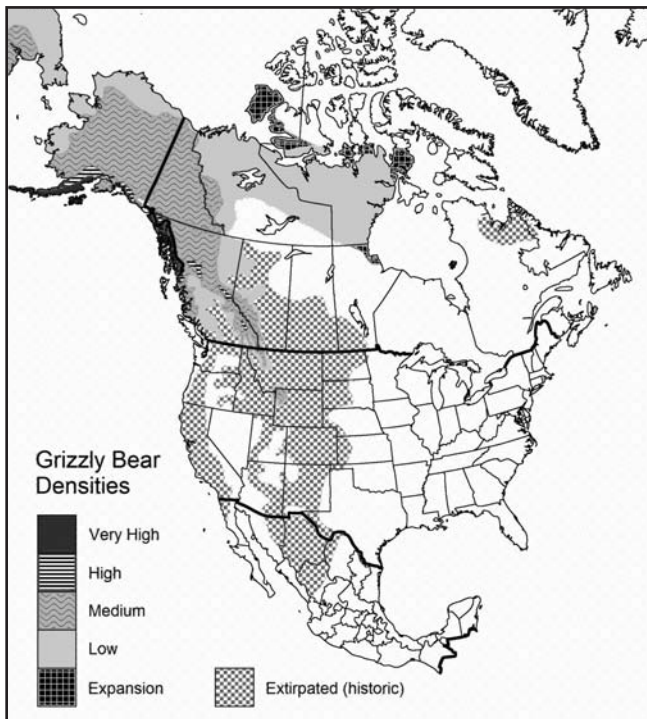 Grizzly Bear
Densities
Very High
High
Medium
Low
Expansion
Extirpated (historic)